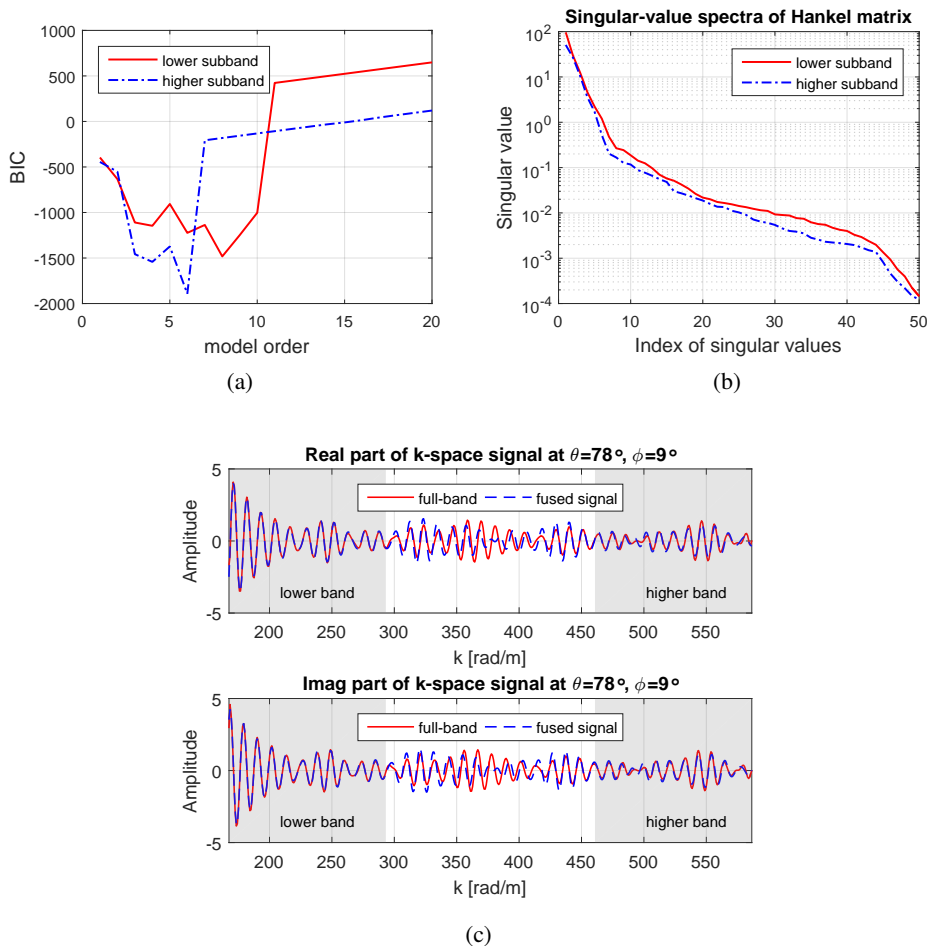 1000
500
0
-500
-1000
-1500
-2000
BIC
lower subband
higher subband
0
5
10
15
20
model order
(a)
Singular-value spectra of Hankel matrix
10^2
10^1
10^0
10^-1
10^-2
10^-3
10^-4
Singular value
lower subband
higher subband
0
10
20
30
40
50
Index of singular values
(b)
Real part of k-space signal at θ=78°, ϕ=9°
5
0
-5
Amplitude
full-band
fused signal
lower band
higher band
200
250
300
350
400
450
500
550
k [rad/m]
Imag part of k-space signal at θ=78°, ϕ=9°
5
0
-5
Amplitude
full-band
fused signal
lower band
higher band
200
250
300
350
400
450
500
550
k [rad/m]
(c)